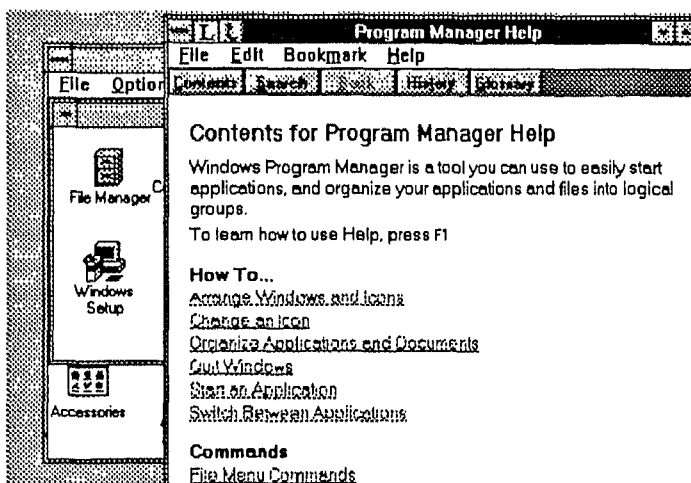 Program Manager Help
File Edit Bookmark Help
Contents Search Back History Glossary
File Option
File Manager
Windows
Setup
Accessories
Contents for Program Manager Help
Windows Program Manager is a tool you can use to easily start
applications, and organize your applications and files into logical
groups.
To learn how to use Help, press F1
How To...
Arrange Windows and Icons
Change an Icon
Organize Applications and Documents
Quit Windows
Start an Application
Switch Between Applications
Commands
File Menu Commands